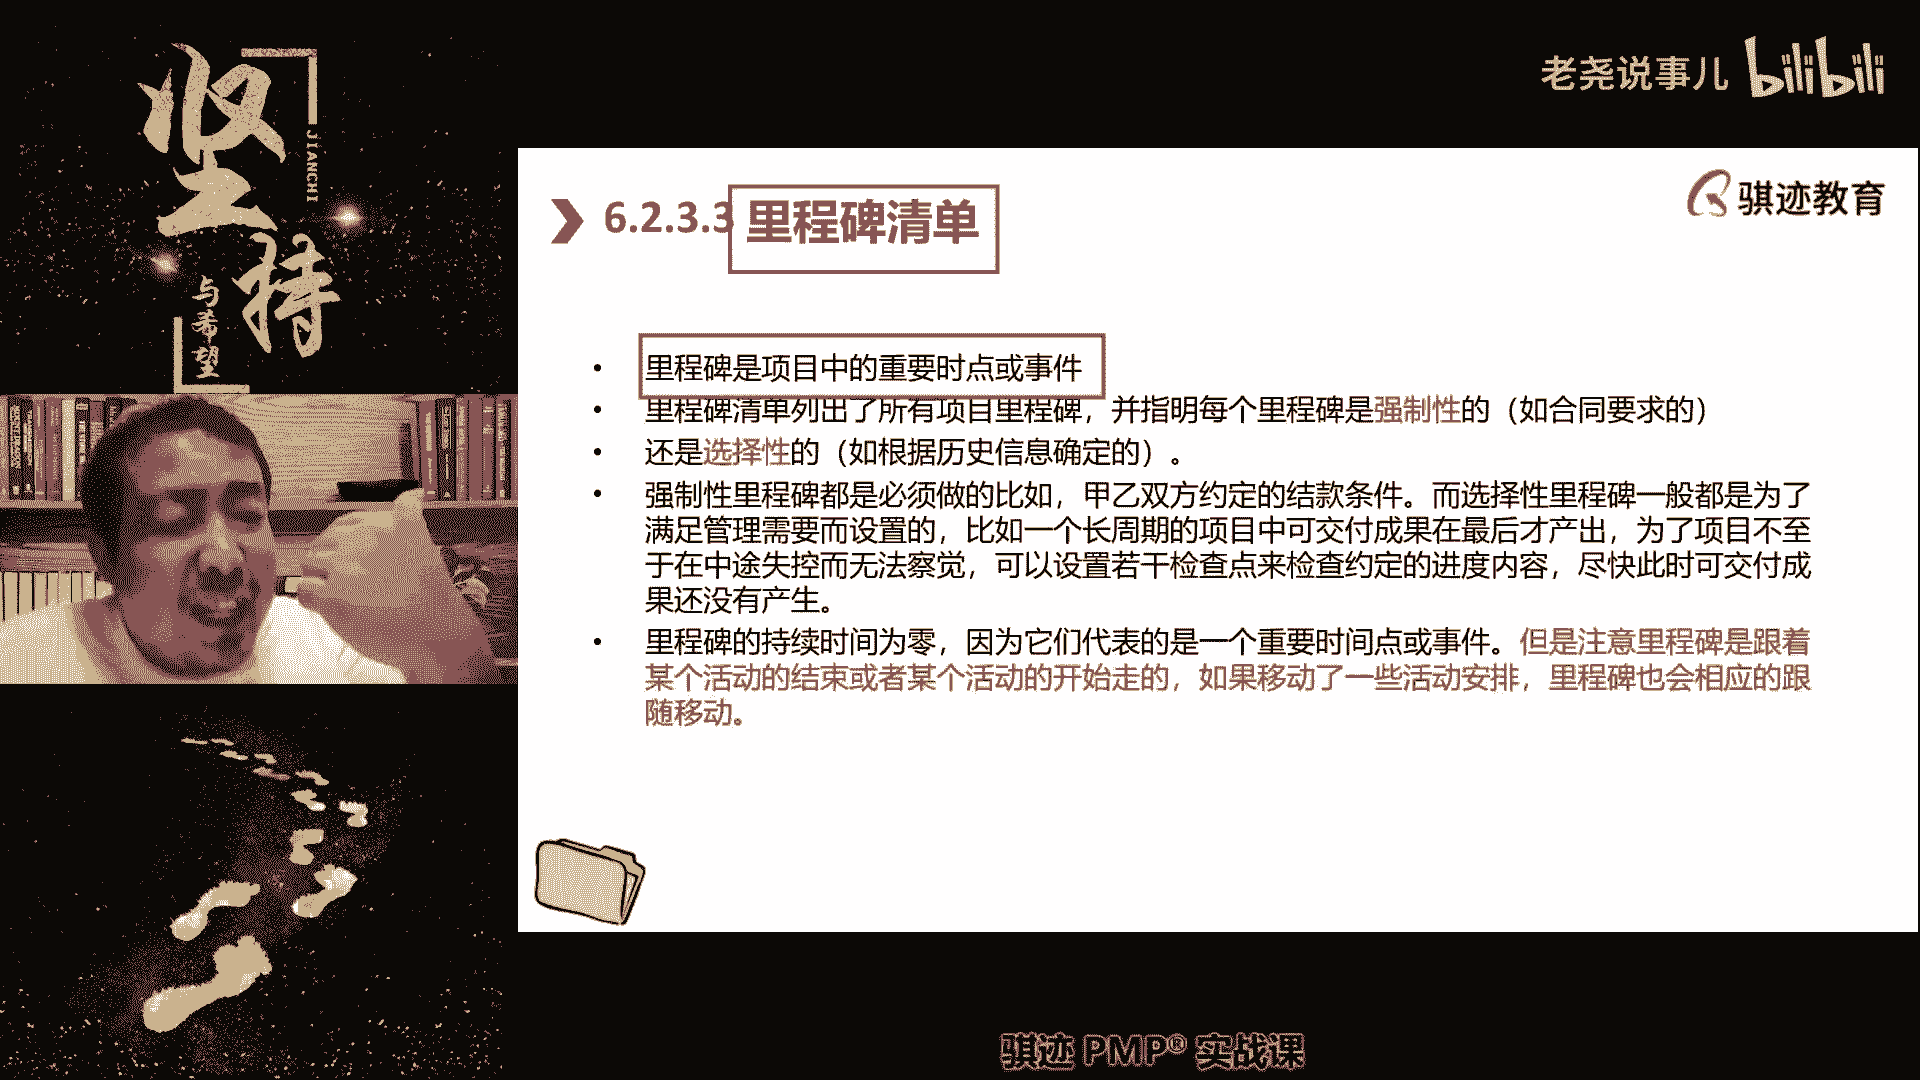 坚持
JIANCHI
与希望
老尧说事儿 bilibili
骐迹教育
6.2.3.3 里程碑清单
• 里程碑是项目中的重要时点或事件
• 里程碑清单列出了所有项目里程碑，并指明每个里程碑是强制性的（如合同要求的）
• 还是选择性的（如根据历史信息确定的）。
• 强制性里程碑都是必须做的比如，甲乙双方约定的结款条件。而选择性里程碑一般都是为了
满足管理需要而设置的，比如一个长周期的项目中可交付成果在最后才产出，为了项目不至
于在中途失控而无法察觉，可以设置若干检查点来检查约定的进度内容，尽快此时可交付成
果还没有产生。
• 里程碑的持续时间为零，因为它们代表的是一个重要时间点或事件。但是注意里程碑是跟着
某个活动的结束或者某个活动的开始走的，如果移动了一些活动安排，里程碑也会相应的跟
随移动。
骐迹 PMP® 实战课